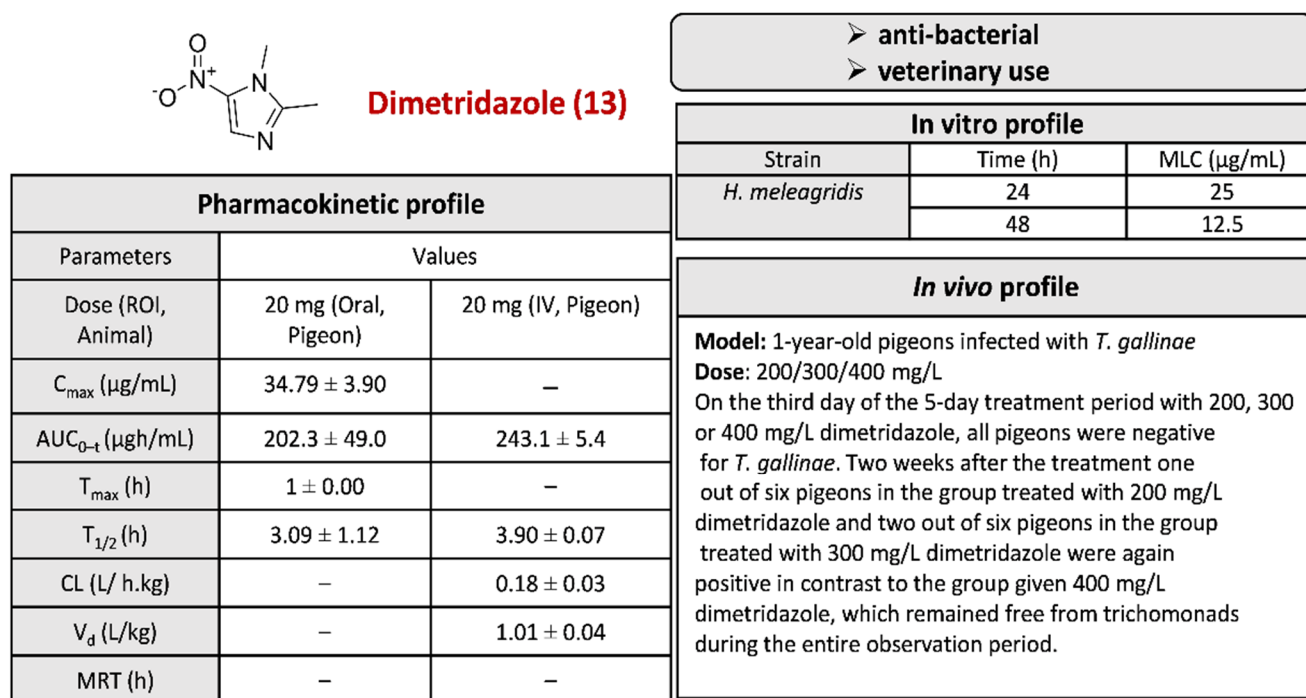 O
N⁺
⁻O
N
N
Dimetridazole (13)
➢ anti-bacterial
➢ veterinary use
Pharmacokinetic profile
Parameters Values
Dose (ROI, Animal) 20 mg (Oral, Pigeon) 20 mg (IV, Pigeon)
Cmax (µg/mL) 34.79 ± 3.90 –
AUC0–t (µgh/mL) 202.3 ± 49.0 243.1 ± 5.4
Tmax (h) 1 ± 0.00 –
T1/2 (h) 3.09 ± 1.12 3.90 ± 0.07
CL (L/ h.kg) – 0.18 ± 0.03
Vd (L/kg) – 1.01 ± 0.04
MRT (h) – –
In vitro profile
Strain Time (h) MLC (µg/mL)
H. meleagridis 24 25
48 12.5
In vivo profile
Model: 1-year-old pigeons infected with T. gallinae
Dose: 200/300/400 mg/L
On the third day of the 5-day treatment period with 200, 300
or 400 mg/L dimetridazole, all pigeons were negative
for T. gallinae. Two weeks after the treatment one
out of six pigeons in the group treated with 200 mg/L
dimetridazole and two out of six pigeons in the group
treated with 300 mg/L dimetridazole were again
positive in contrast to the group given 400 mg/L
dimetridazole, which remained free from trichomonads
during the entire observation period.